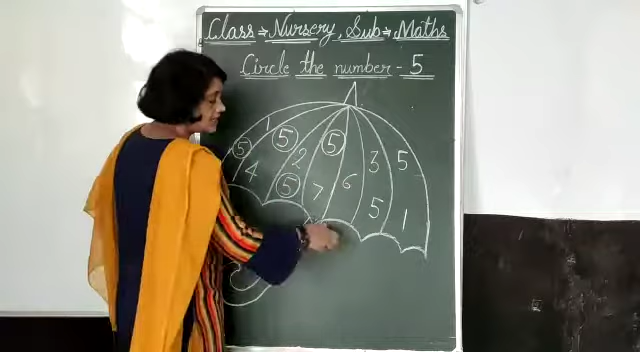 Class → Nursery, Sub → Maths
Circle the number - 5
1 5 5 3 5
5 4 2 7 6 5 1
5